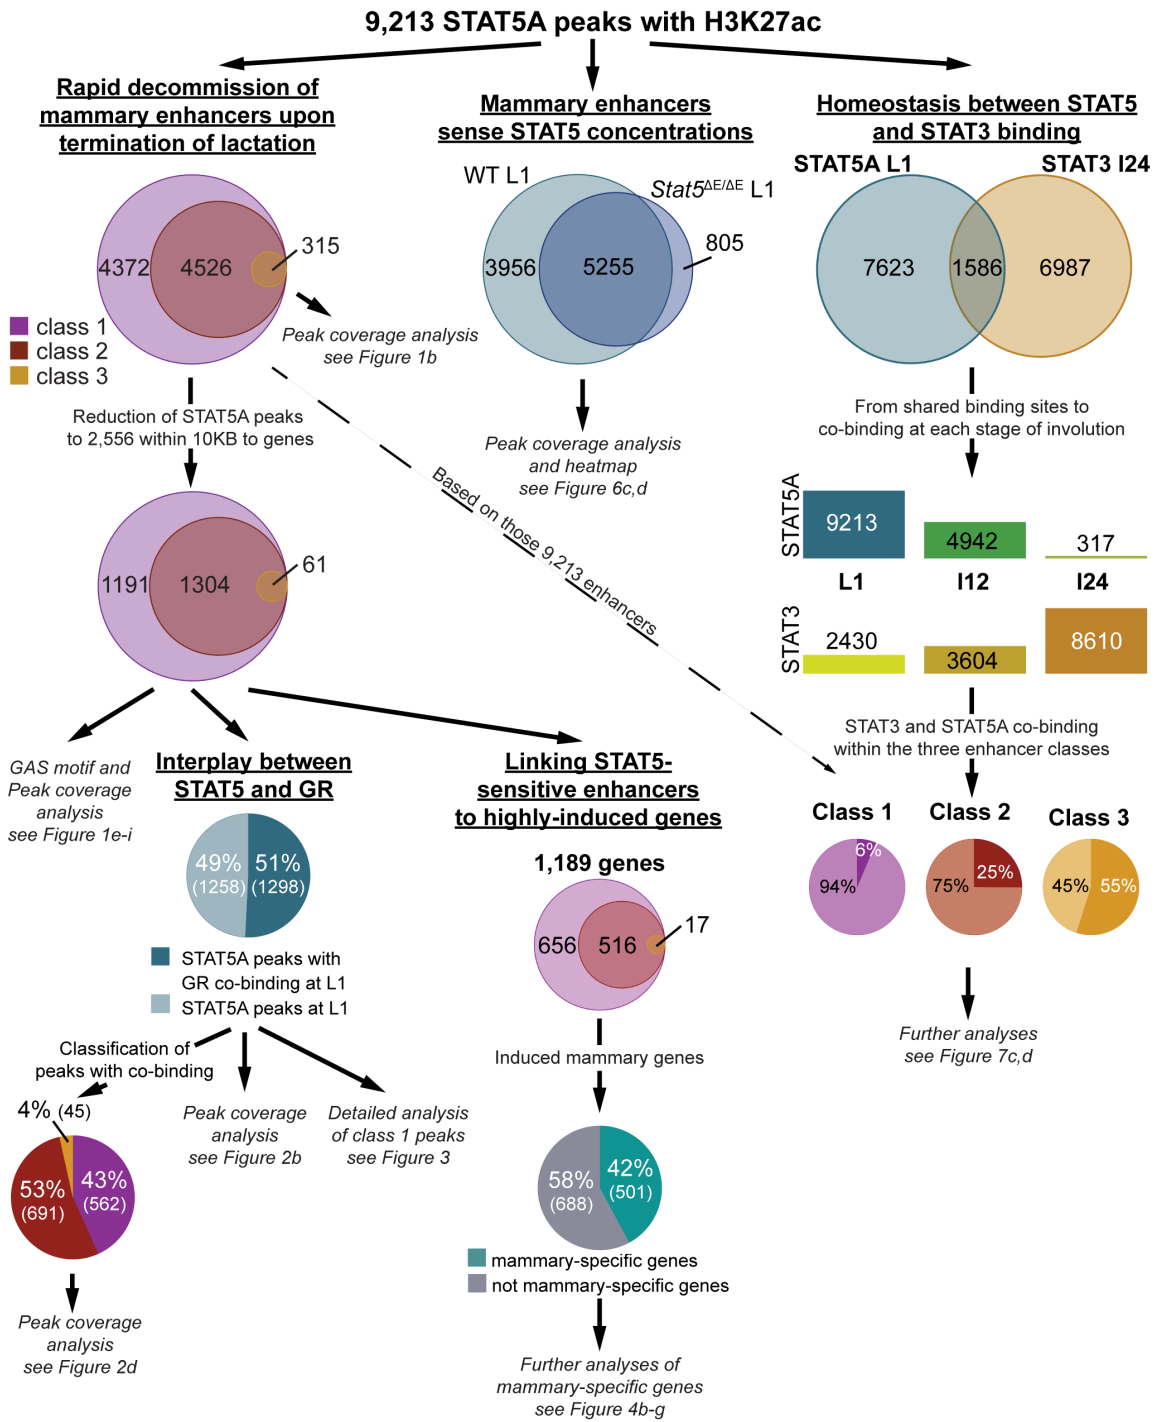 9,213 STAT5A peaks with H3K27ac
Rapid decommission of
mammary enhancers upon
termination of lactation
4372
4526
315
class 1
class 2
class 3
Peak coverage analysis
see Figure 1b
Reduction of STAT5A peaks
to 2,556 within 10KB to genes
1191
1304
61
GAS motif and
Peak coverage
analysis
see Figure 1e-i
Mammary enhancers
sense STAT5 concentrations
WT L1
Stat5ΔE/ΔE L1
3956
5255
805
Peak coverage analysis
and heatmap
see Figure 6c,d
Based on those 9,213 enhancers
Homeostasis between STAT5
and STAT3 binding
STAT5A L1
STAT3 I24
7623
1586
6987
From shared binding sites to
co-binding at each stage of involution
STAT5A
9213
4942
317
L1
I12
I24
STAT3
2430
3604
8610
STAT3 and STAT5A co-binding
within the three enhancer classes
Class 1
Class 2
Class 3
94%
6%
75%
25%
45%
55%
Further analyses
see Figure 7c,d
Interplay between
STAT5 and GR
49%
(1258)
51%
(1298)
STAT5A peaks with
GR co-binding at L1
STAT5A peaks at L1
Classification of
peaks with co-binding
4% (45)
53%
(691)
43%
(562)
Peak coverage
analysis
see Figure 2d
Peak coverage
analysis
see Figure 2b
Detailed analysis
of class 1 peaks
see Figure 3
Linking STAT5-
sensitive enhancers
to highly-induced genes
1,189 genes
656
516
17
Induced mammary genes
58%
(688)
42%
(501)
mammary-specific genes
not mammary-specific genes
Further analyses of
mammary-specific genes
see Figure 4b-g